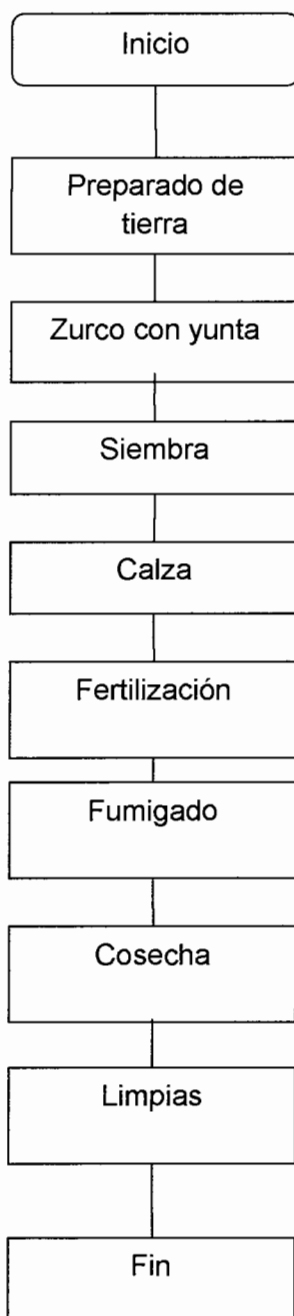 Inicio
Preparado de
tierra
Zurco con yunta
Siembra
Calza
Fertilización
Fumigado
Cosecha
Limpias
Fin